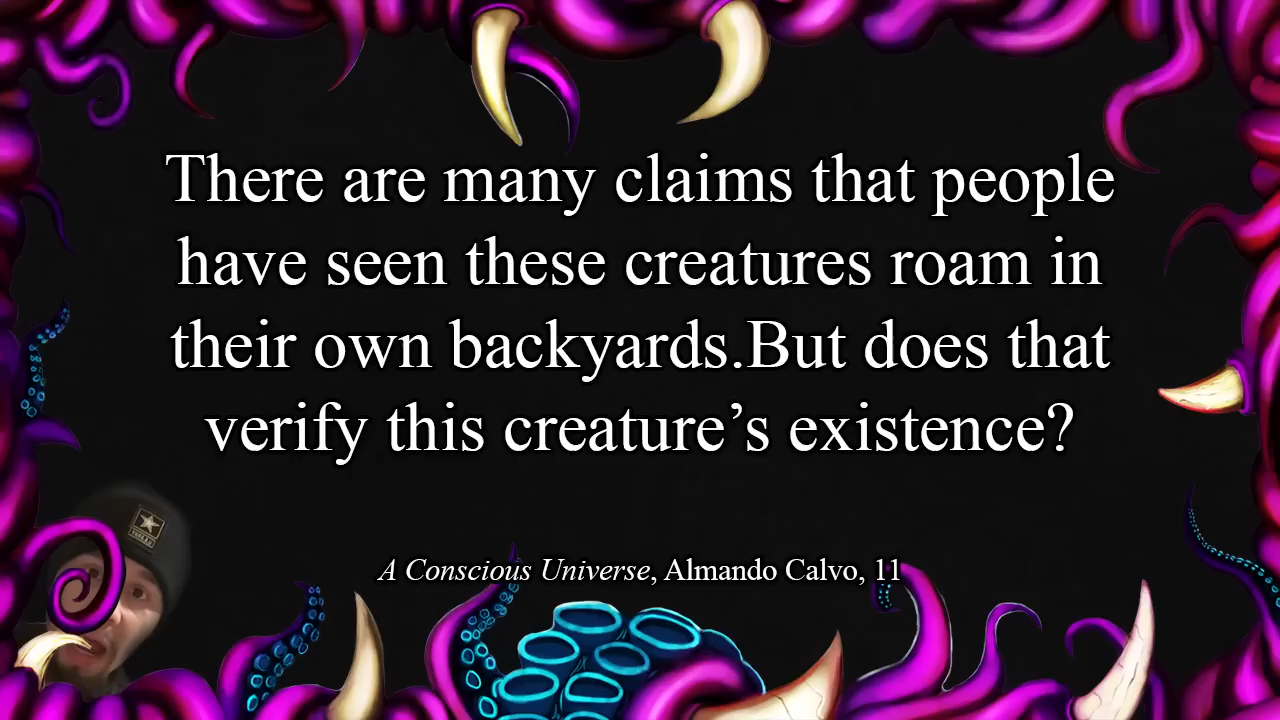 There are many claims that people
have seen these creatures roam in
their own backyards.But does that
verify this creature’s existence?
A Conscious Universe, Almando Calvo, 11